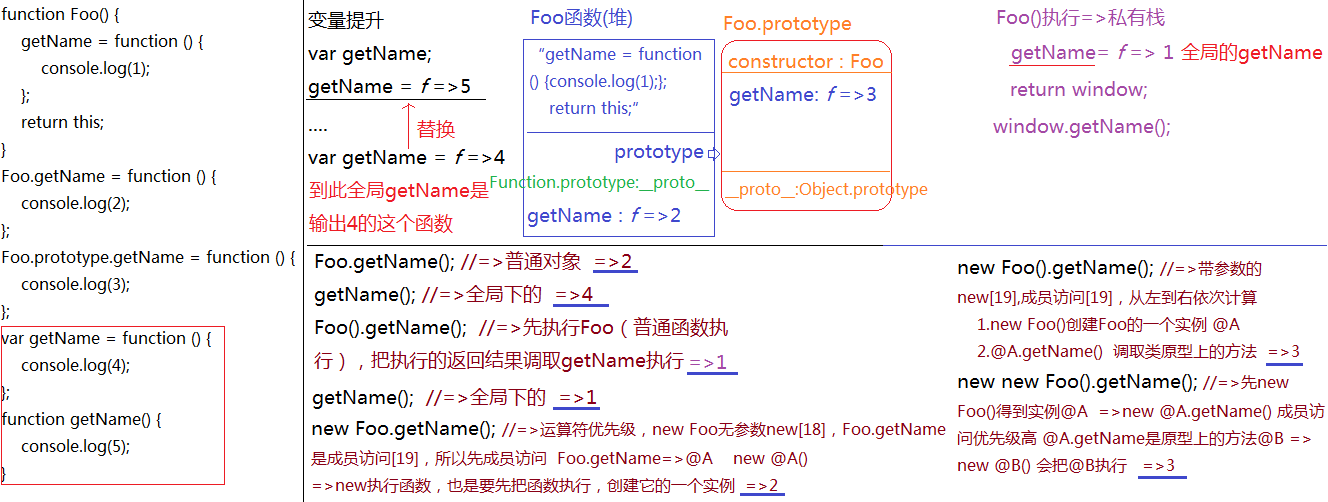 function Foo() {
getName = function () {
console.log(1);
};
return this;
}
Foo.getName = function () {
console.log(2);
};
Foo.prototype.getName = function () {
console.log(3);
};
var getName = function () {
console.log(4);
};
function getName() {
console.log(5);
}
变量提升
var getName;
getName = f =>5
....
替换
var getName = f=>4
到此全局getName是
输出4的这个函数
Foo函数(堆)
“getName = function
() {console.log(1);};
return this;“
prototype
Function.prototype:__proto__
getName : f=>2
Foo.prototype
constructor : Foo
getName: f=>3
__proto__:Object.prototype
Foo()执行=>私有栈
getName= f=> 1 全局的getName
return window;
window.getName();
Foo.getName(); //=>普通对象 =>2
getName(); //=>全局下的 =>4
Foo().getName(); //=>先执行Foo（普通函数执
行），把执行的返回结果调取getName执行 =>1
getName(); //=>全局下的 =>1
new Foo.getName(); //=>运算符优先级，new Foo无参数new[18]，Foo.getName
是成员访问[19]，所以先成员访问 Foo.getName=>@A new @A()
=>new执行函数，也是要先把函数执行，创建它的一个实例 =>2
new Foo().getName(); //=>带参数的
new[19],成员访问[19]，从左到右依次计算
1.new Foo()创建Foo的一个实例 @A
2.@A.getName() 调取类原型上的方法 =>3
new new Foo().getName(); //=>先new
Foo()得到实例@A =>new @A.getName() 成员访
问优先级高 @A.getName是原型上的方法@B =>
new @B() 会把@B执行 =>3